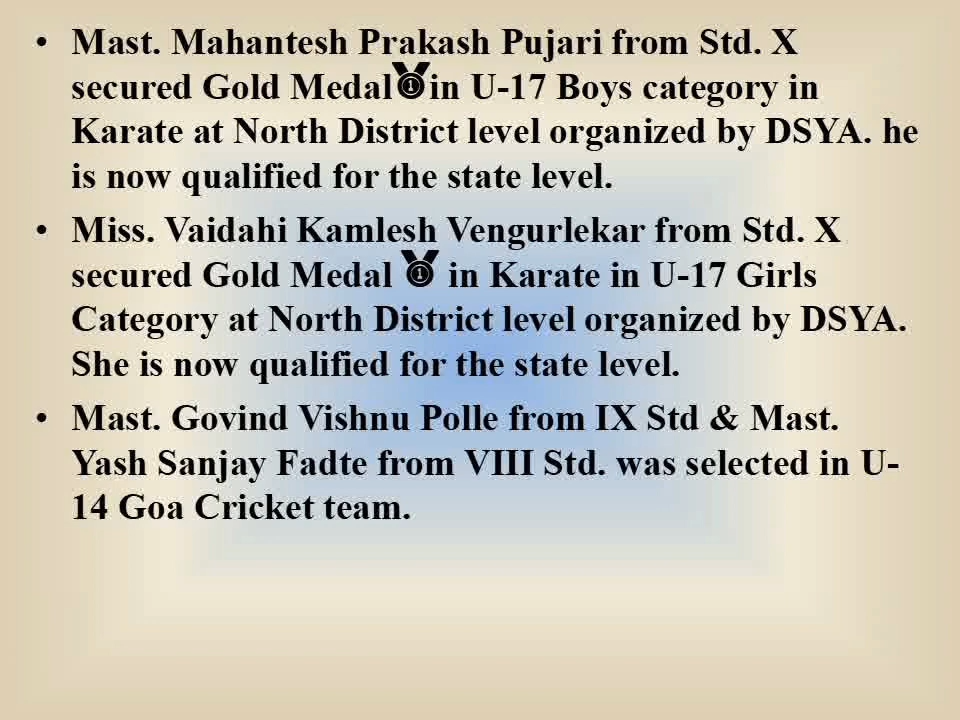 • Mast. Mahantesh Prakash Pujari from Std. X
secured Gold Medal🥇in U-17 Boys category in
Karate at North District level organized by DSYA. he
is now qualified for the state level.
• Miss. Vaidahi Kamlesh Vengurlekar from Std. X
secured Gold Medal 🥇 in Karate in U-17 Girls
Category at North District level organized by DSYA.
She is now qualified for the state level.
• Mast. Govind Vishnu Polle from IX Std & Mast.
Yash Sanjay Fadte from VIII Std. was selected in U-
14 Goa Cricket team.